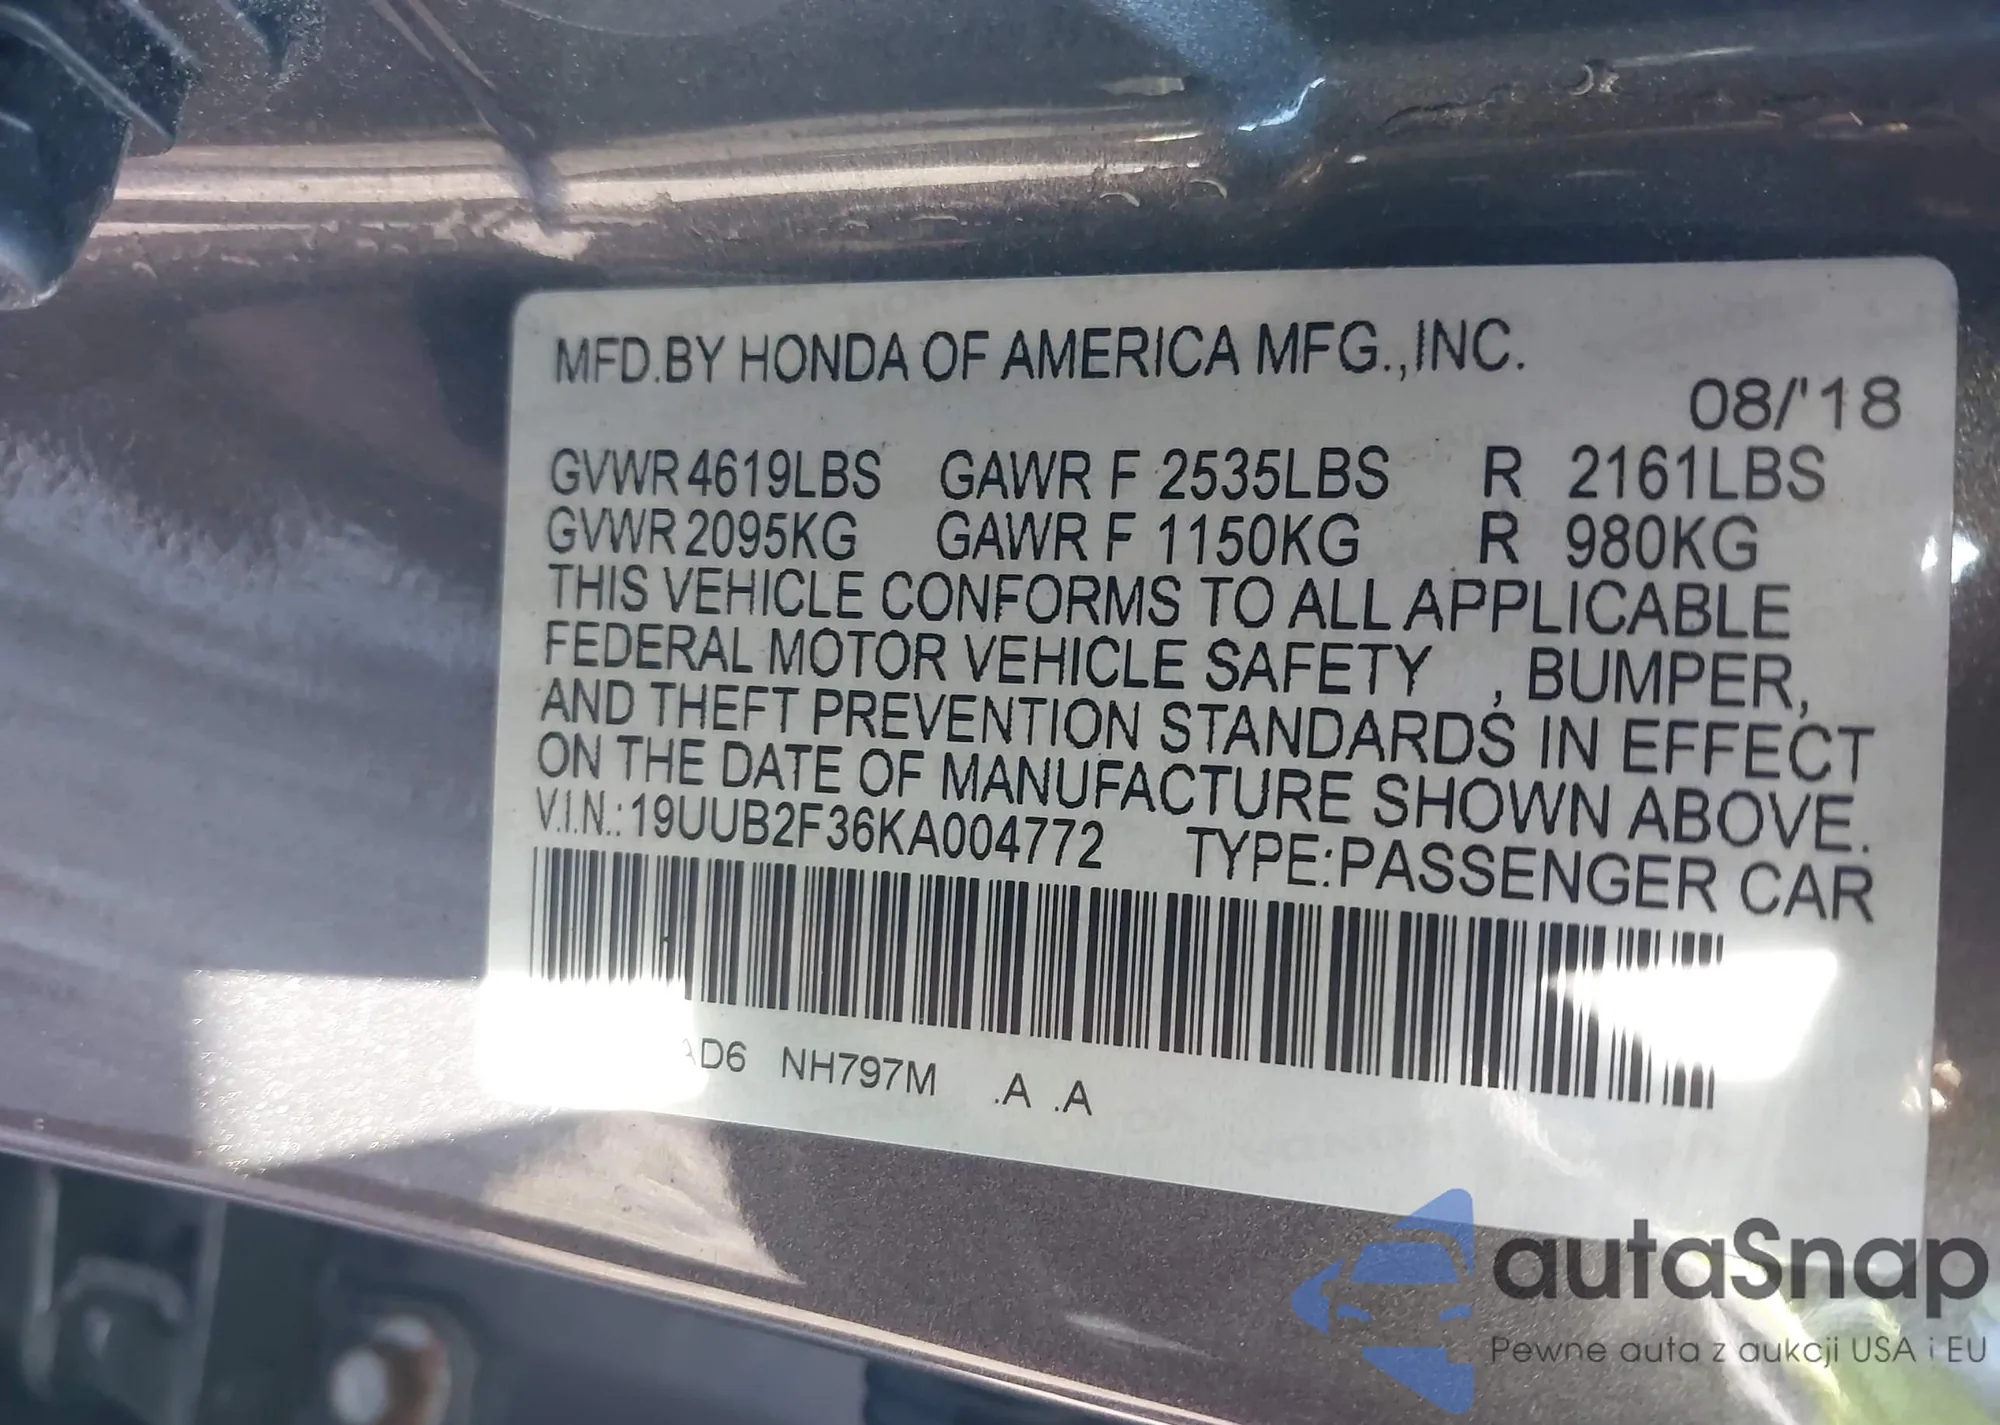 MFD.BY HONDA OF AMERICA MFG.,INC.
08/'18
GVWR 4619LBS GAWR F 2535LBS R 2161LBS
GVWR 2095KG GAWR F 1150KG R 980KG
THIS VEHICLE CONFORMS TO ALL APPLICABLE
FEDERAL MOTOR VEHICLE SAFETY , BUMPER,
AND THEFT PREVENTION STANDARDS IN EFFECT
ON THE DATE OF MANUFACTURE SHOWN ABOVE.
V.I.N.:19UUB2F36KA004772 TYPE:PASSENGER CAR
NH797M .A .A
autaSnap
Pewne auta z aukcji USA i EU